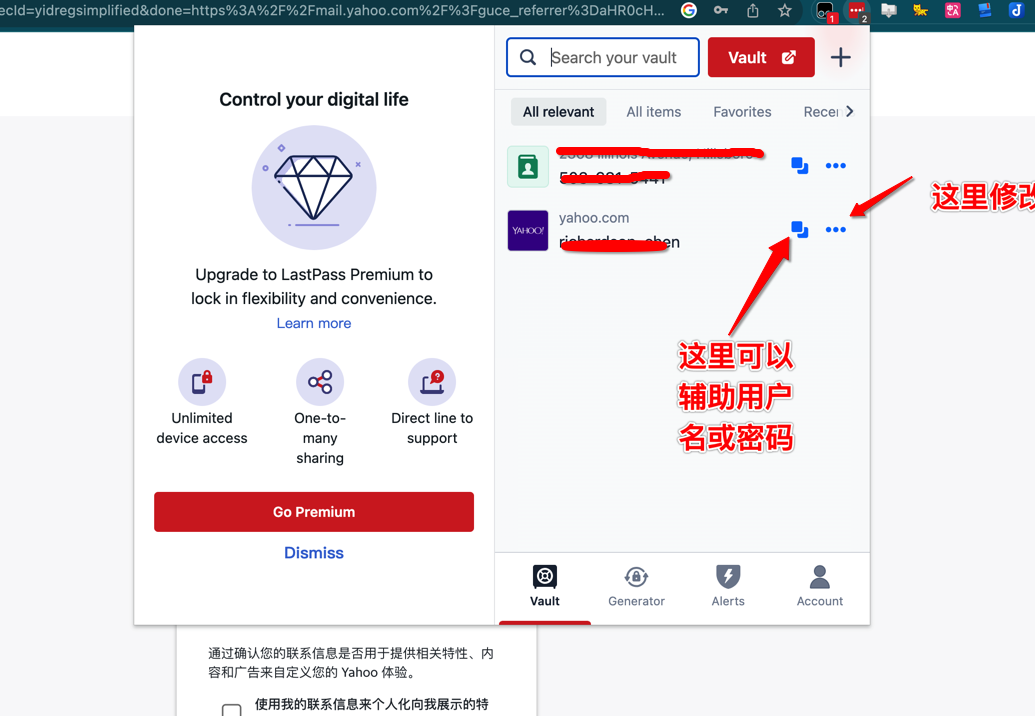 ecId=yidregsimplified&done=https%3A%2F%2Fmail.yahoo.com%2F%3Fguce_referrer%3DaHR0cH...
1
2
Control your digital life
Upgrade to LastPass Premium to
lock in flexibility and convenience.
Learn more
Unlimited
device access
One-to-
many
sharing
Direct line to
support
Go Premium
Dismiss
Search your vault
Vault
All relevant
All items
Favorites
Recen
YAHOO!
yahoo.com
这里修改
这里可以
辅助用户
名或密码
Vault
Generator
Alerts
Account
通过确认您的联系信息是否用于提供相关特性、内
容和广告来自定义您的 Yahoo 体验。
使用我的联系信息来个人化向我展示的特